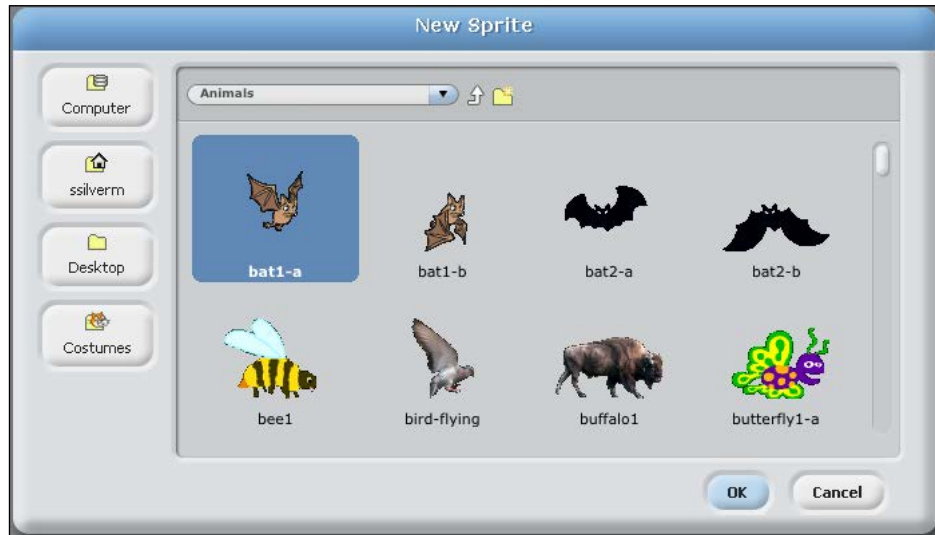 New Sprite
Computer
ssilverm
Desktop
Costumes
Animals
bat1-a
bat1-b
bat2-a
bat2-b
bee1
bird-flying
buffalo1
butterfly1-a
OK
Cancel